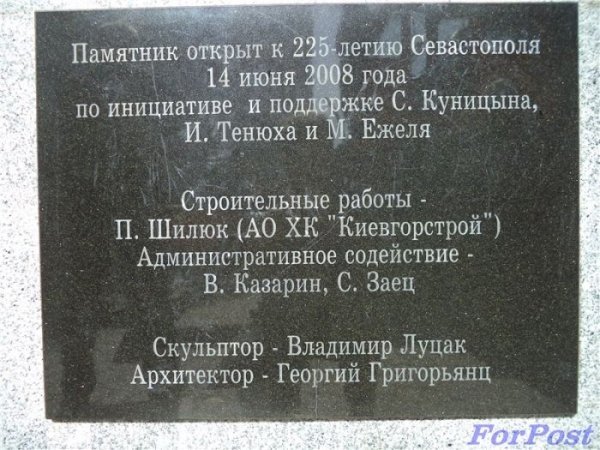 Памятник открыт к 225-летию Севастополя
14 июня 2008 года
по инициативе и поддержке С. Куницына,
И. Тенюха и М. Ежеля
Строительные работы -
П. Шилюк (АО ХК "Киевгорстрой")
Административное содействие -
В. Казарин, С. Заец
Скульптор - Владимир Луцак
Архитектор - Георгий Григорьянц
ForPost